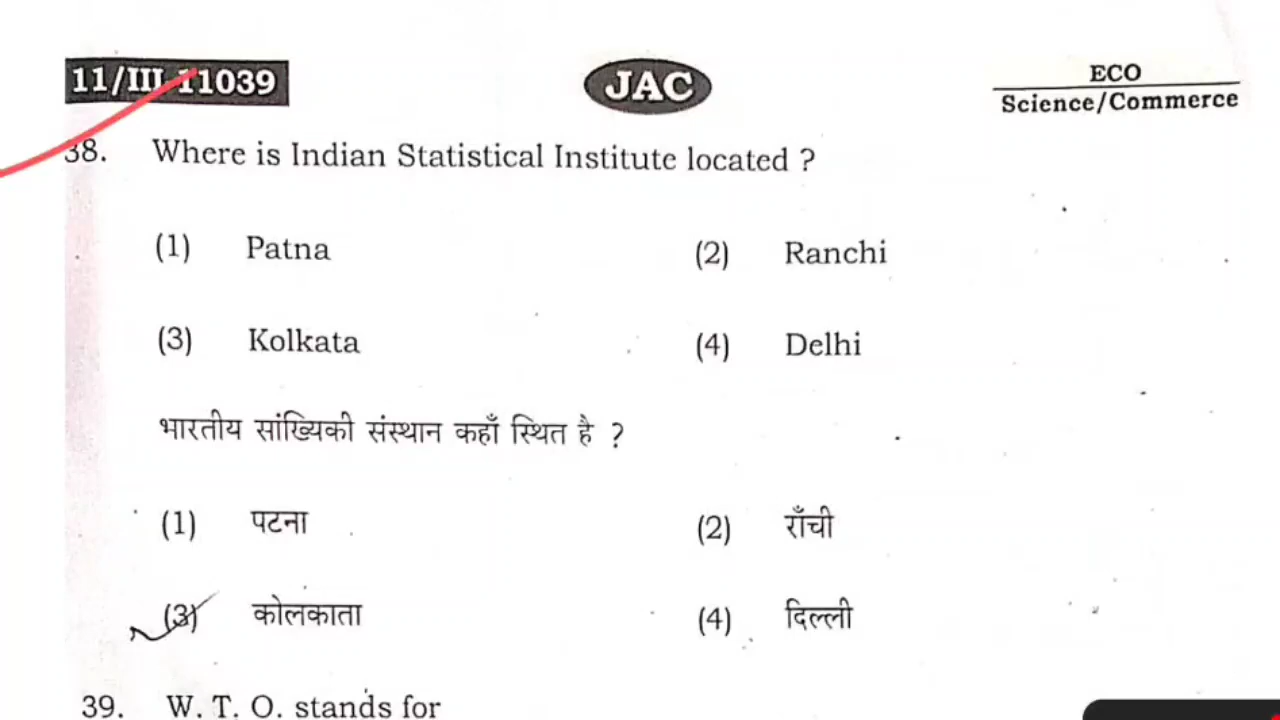 11/III-11039 JAC ECO
Science/Commerce
38. Where is Indian Statistical Institute located ?
(1) Patna (2) Ranchi
(3) Kolkata (4) Delhi
भारतीय सांख्यिकी संस्थान कहाँ स्थित है ?
(1) पटना (2) राँची
(3) कोलकाता (4) दिल्ली
39. W. T. O. stands for